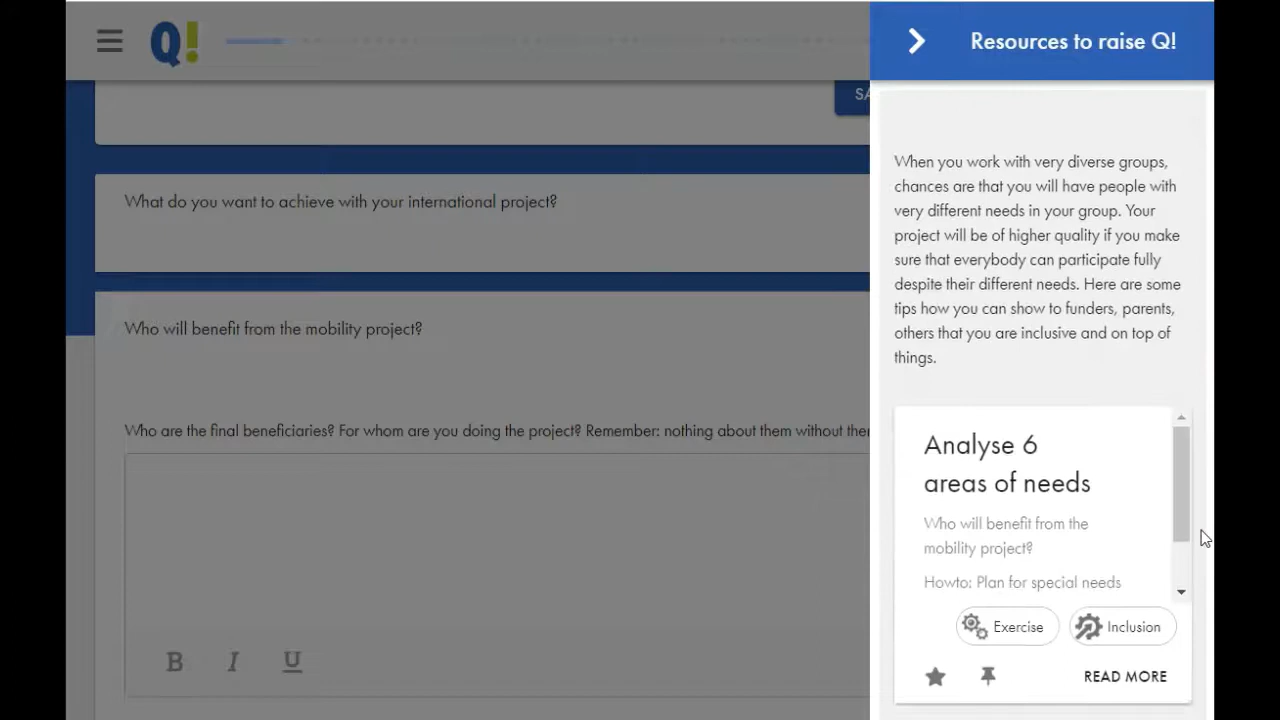 Q!
Resources to raise Q!
SA
What do you want to achieve with your international project?
Who will benefit from the mobility project?
Who are the final beneficiaries? For whom are you doing the project? Remember: nothing about them without ther
B I U
When you work with very diverse groups,
chances are that you will have people with
very different needs in your group. Your
project will be of higher quality if you make
sure that everybody can participate fully
despite their different needs. Here are some
tips how you can show to funders, parents,
others that you are inclusive and on top of
things.
Analyse 6
areas of needs
Who will benefit from the
mobility project?
Howto: Plan for special needs
Exercise
Inclusion
READ MORE